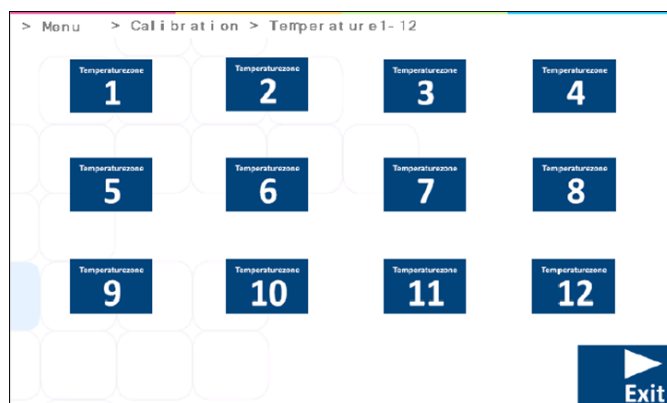 > Menu > Calibration > Temperature1-12
Temperaturezone Temperaturezone Temperaturezone Temperaturezone
1 2 3 4
Temperaturezone Temperaturezone Temperaturezone Temperaturezone
5 6 7 8
Temperaturezone Temperaturezone Temperaturezone Temperaturezone
9 10 11 12
Exit